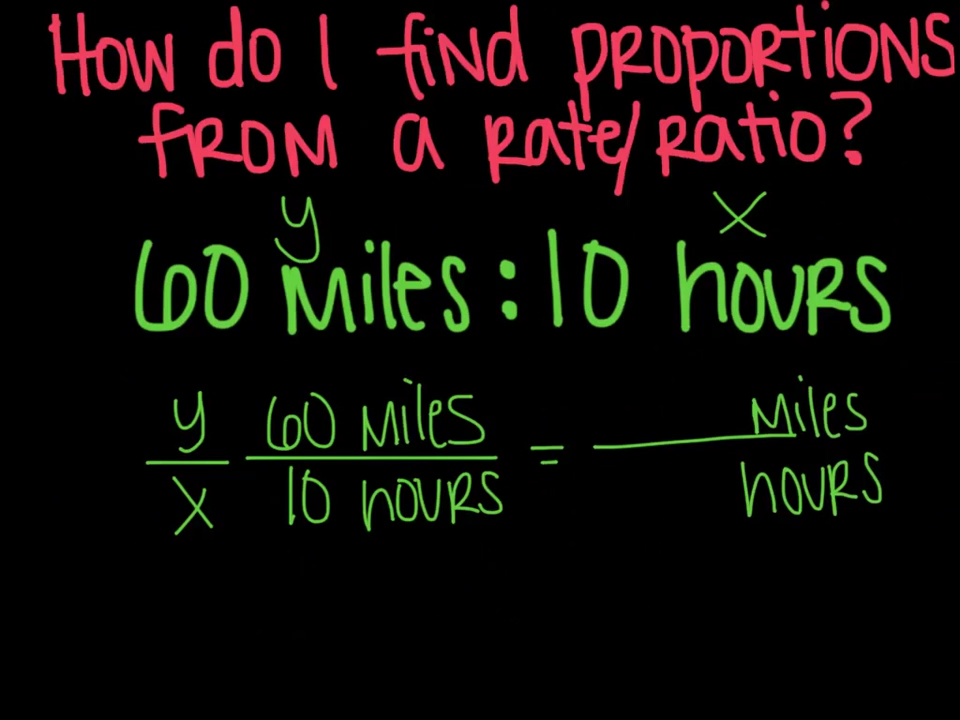 How do I find proportions
from a rate/ratio?
y x
60 miles : 10 hours
y 60 miles = miles
x 10 hours hours